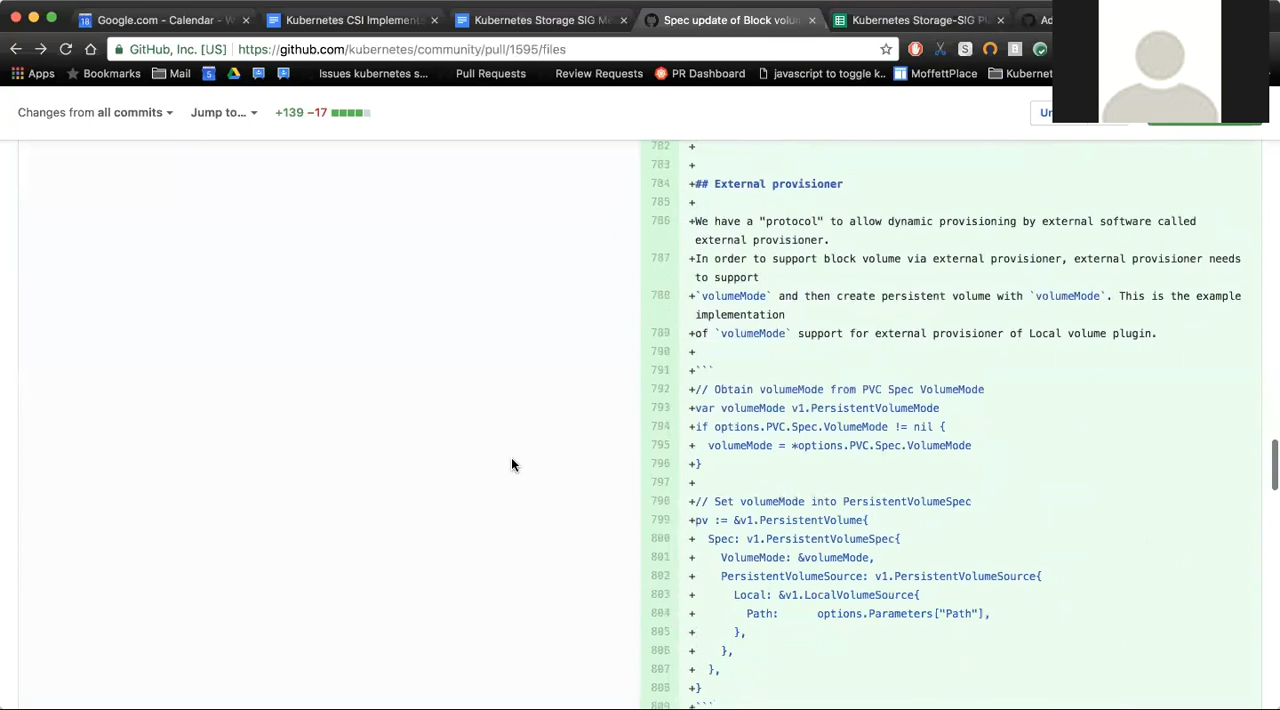 Google.com - Calendar - W
Kubernetes CSI Implement
Kubernetes Storage SIG Me
Spec update of Block volu
Kubernetes Storage-SIG Pl
Ad
GitHub, Inc. [US]
https://github.com/kubernetes/community/pull/1595/files
Apps
Bookmarks
Mail
Issues kubernetes s...
Pull Requests
Review Requests
PR Dashboard
javascript to toggle k...
MoffettPlace
Kubernet
Changes from all commits
Jump to...
+139 −17
Un
782 +
783 +
784 +## External provisioner
785 +
786 +We have a "protocol" to allow dynamic provisioning by external software called
external provisioner.
787 +In order to support block volume via external provisioner, external provisioner needs
to support
788 +`volumeMode` and then create persistent volume with `volumeMode`. This is the example
implementation
789 +of `volumeMode` support for external provisioner of Local volume plugin.
790 +
791 +```
792 +// Obtain volumeMode from PVC Spec VolumeMode
793 +var volumeMode v1.PersistentVolumeMode
794 +if options.PVC.Spec.VolumeMode != nil {
795 + volumeMode = *options.PVC.Spec.VolumeMode
796 +}
797 +
798 +// Set volumeMode into PersistentVolumeSpec
799 +pv := &v1.PersistentVolume{
800 + Spec: v1.PersistentVolumeSpec{
801 + VolumeMode: &volumeMode,
802 + PersistentVolumeSource: v1.PersistentVolumeSource{
803 + Local: &v1.LocalVolumeSource{
804 + Path: options.Parameters["Path"],
805 + },
806 + },
807 + },
808 +}
809 +```